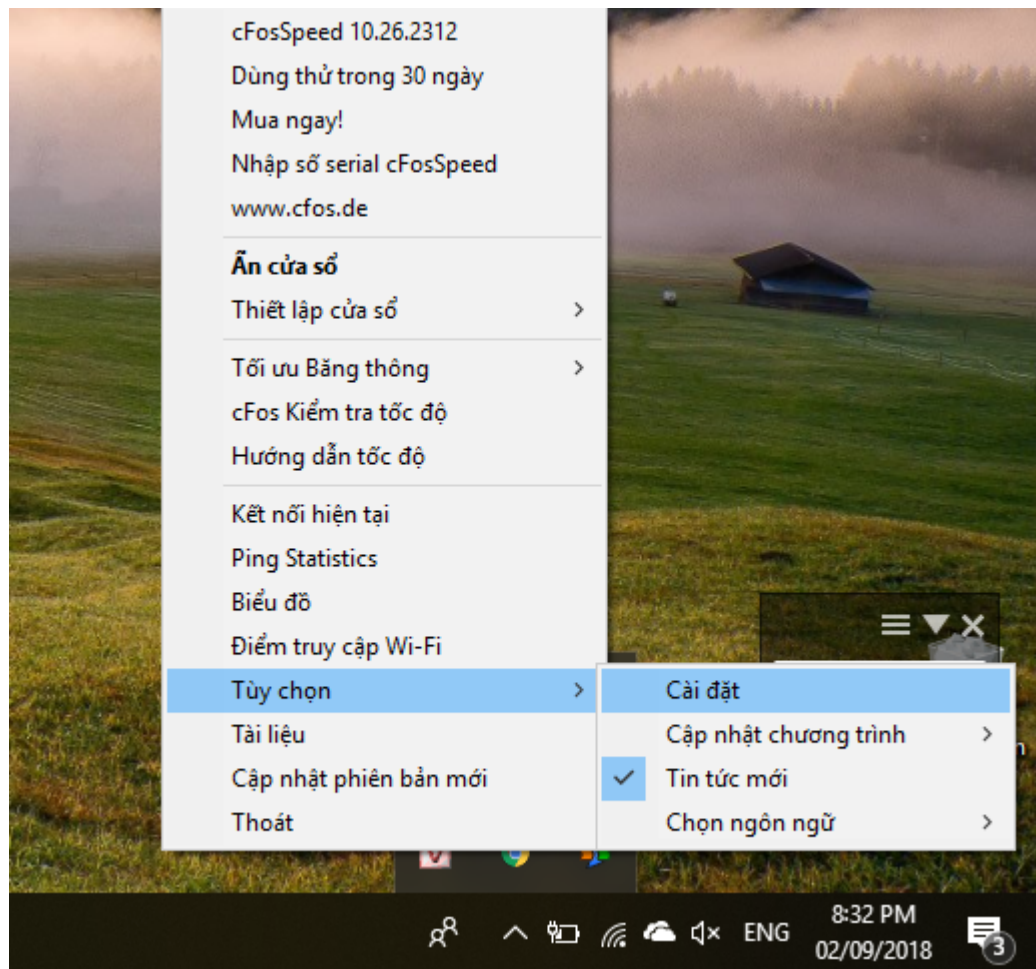 cFosSpeed 10.26.2312
Dùng thử trong 30 ngày
Mua ngay!
Nhập số serial cFosSpeed
www.cfos.de
Ẩn cửa sổ
Thiết lập cửa sổ
Tối ưu Băng thông
cFos Kiểm tra tốc độ
Hướng dẫn tốc độ
Kết nối hiện tại
Ping Statistics
Biểu đồ
Điểm truy cập Wi-Fi
Tùy chọn
Cài đặt
Tài liệu
Cập nhật chương trình
Cập nhật phiên bản mới
Tin tức mới
Thoát
Chọn ngôn ngữ
ENG
8:32 PM
02/09/2018
3